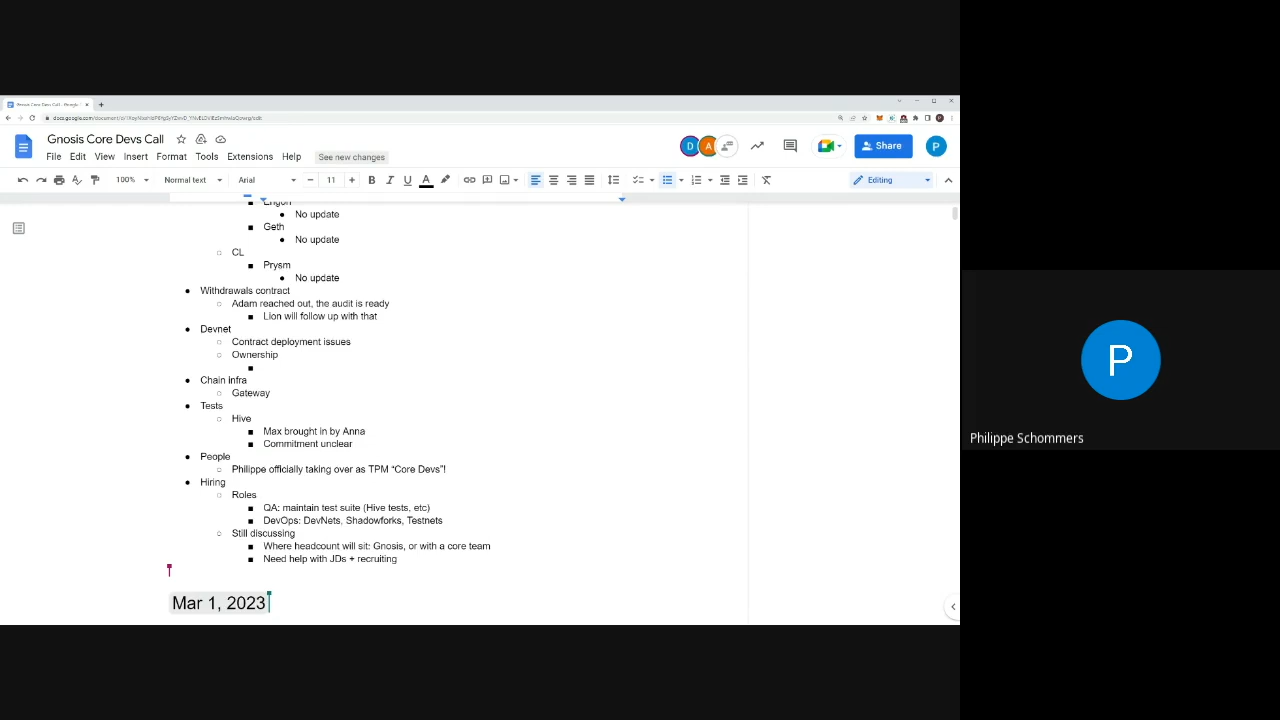 Gnosis Core Devs Call
File Edit View Insert Format Tools Extensions Help See new changes
D A Share P
100% Normal text Arial 11 B I U A Editing
No update
Geth
No update
CL
Prysm
No update
Withdrawals contract
Adam reached out, the audit is ready
Lion will follow up with that
Devnet
Contract deployment issues
Ownership
Chain infra
Gateway
Tests
Hive
Max brought in by Anna
Commitment unclear
People
Philippe officially taking over as TPM “Core Devs”!
Hiring
Roles
QA: maintain test suite (Hive tests, etc)
DevOps: DevNets, Shadowforks, Testnets
Still discussing
Where headcount will sit: Gnosis, or with a core team
Need help with JDs + recruiting
Mar 1, 2023
P
Philippe Schommers